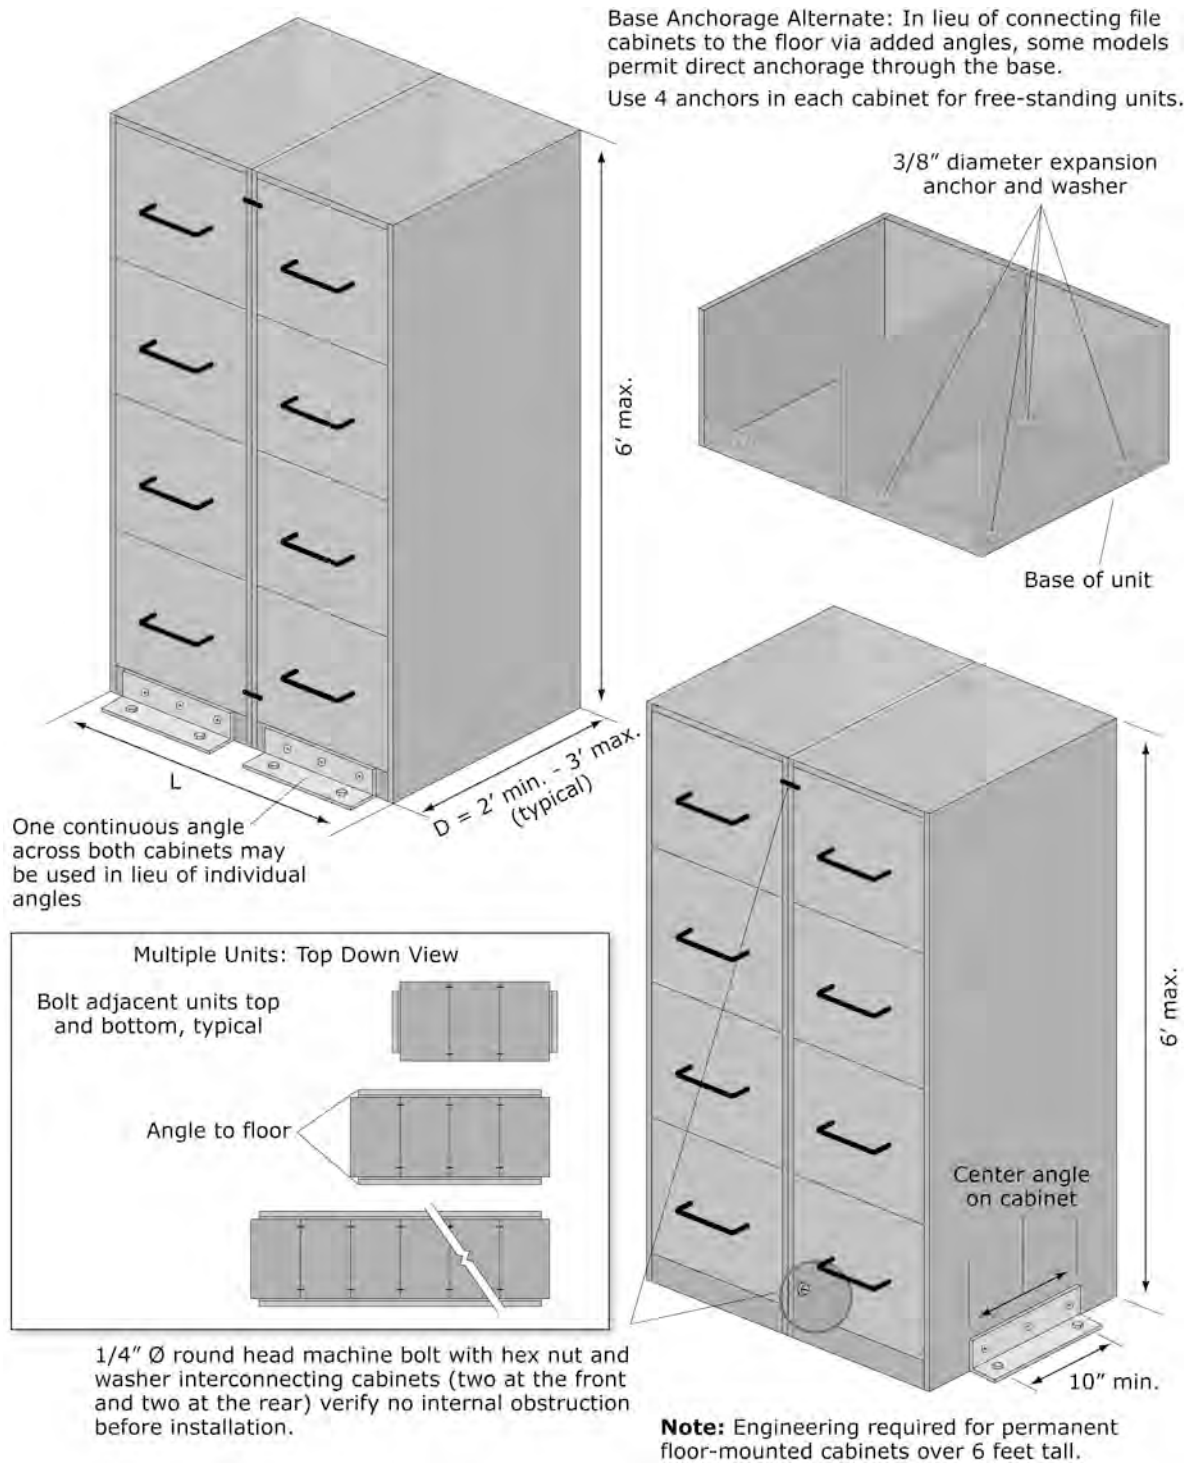 Base Anchorage Alternate: In lieu of connecting file
cabinets to the floor via added angles, some models
permit direct anchorage through the base.
Use 4 anchors in each cabinet for free-standing units.
3/8" diameter expansion
anchor and washer
6' max.
Base of unit
D = 2' min. - 3' max.
(typical)
L
One continuous angle
across both cabinets may
be used in lieu of individual
angles
Multiple Units: Top Down View
Bolt adjacent units top
and bottom, typical
Angle to floor
6' max.
Center angle
on cabinet
10" min.
1/4" Ø round head machine bolt with hex nut and
washer interconnecting cabinets (two at the front
and two at the rear) verify no internal obstruction
before installation.
Note: Engineering required for permanent
floor-mounted cabinets over 6 feet tall.